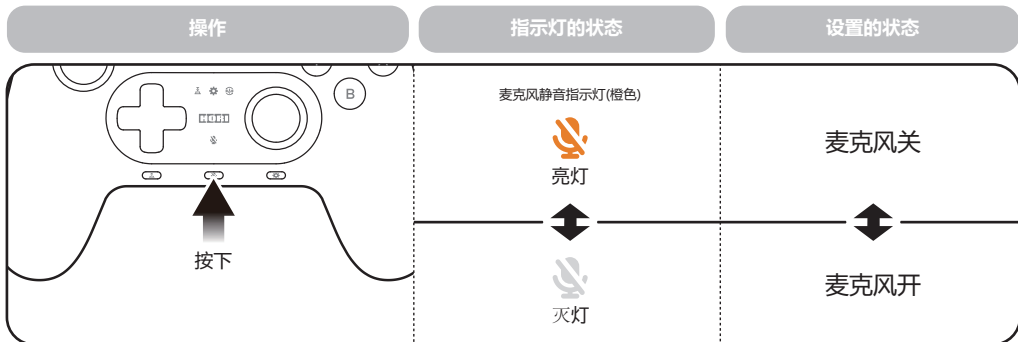 操作
指示灯的状态
设置的状态
B
HORI
按下
麦克风静音指示灯(橙色)
亮灯
灭灯
麦克风关
麦克风开